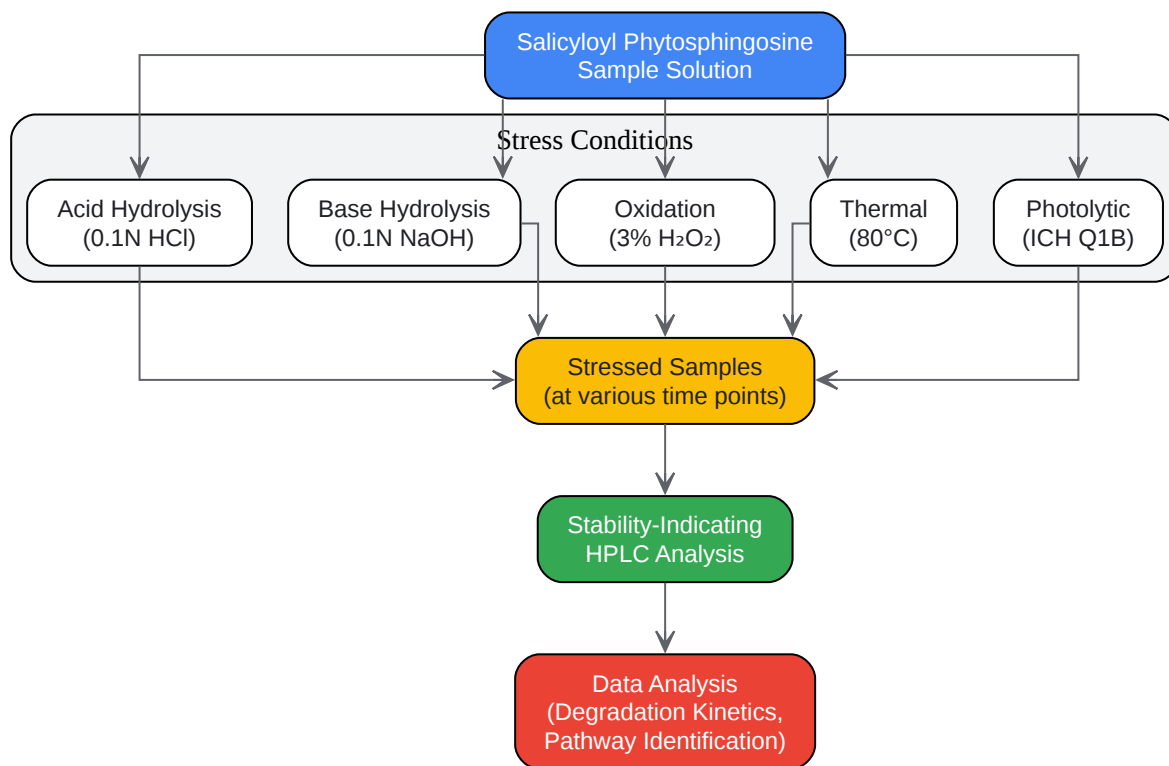 Salicyloyl Phytosphingosine
Sample Solution
Stress Conditions
Acid Hydrolysis
(0.1N HCl)
Base Hydrolysis
(0.1N NaOH)
Oxidation
(3% H₂O₂)
Thermal
(80°C)
Photolytic
(ICH Q1B)
Stressed Samples
(at various time points)
Stability-Indicating
HPLC Analysis
Data Analysis
(Degradation Kinetics,
Pathway Identification)